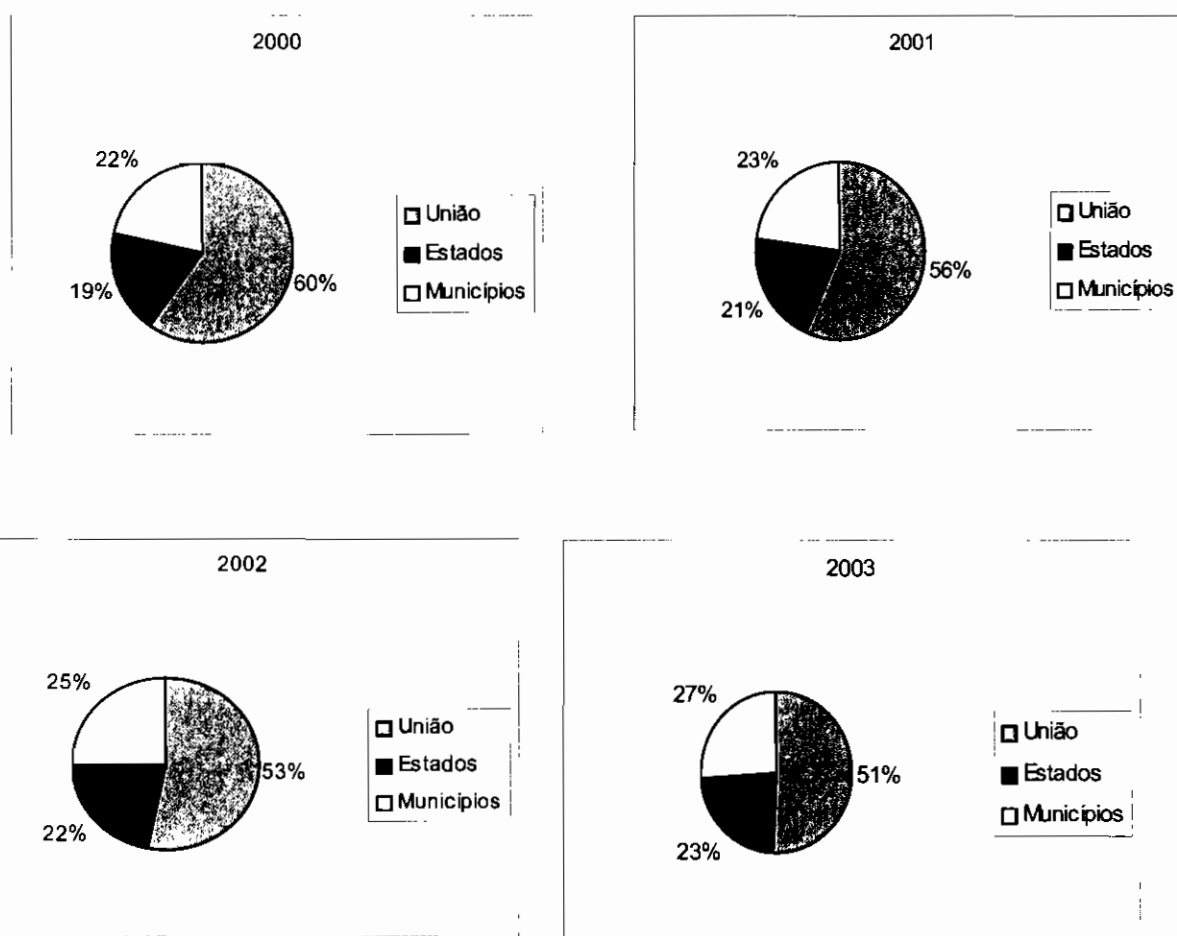 2000
22%
19%
60%
União
Estados
Municípios
2001
23%
21%
56%
União
Estados
Municípios
2002
25%
22%
53%
União
Estados
Municípios
2003
27%
23%
51%
União
Estados
Municípios